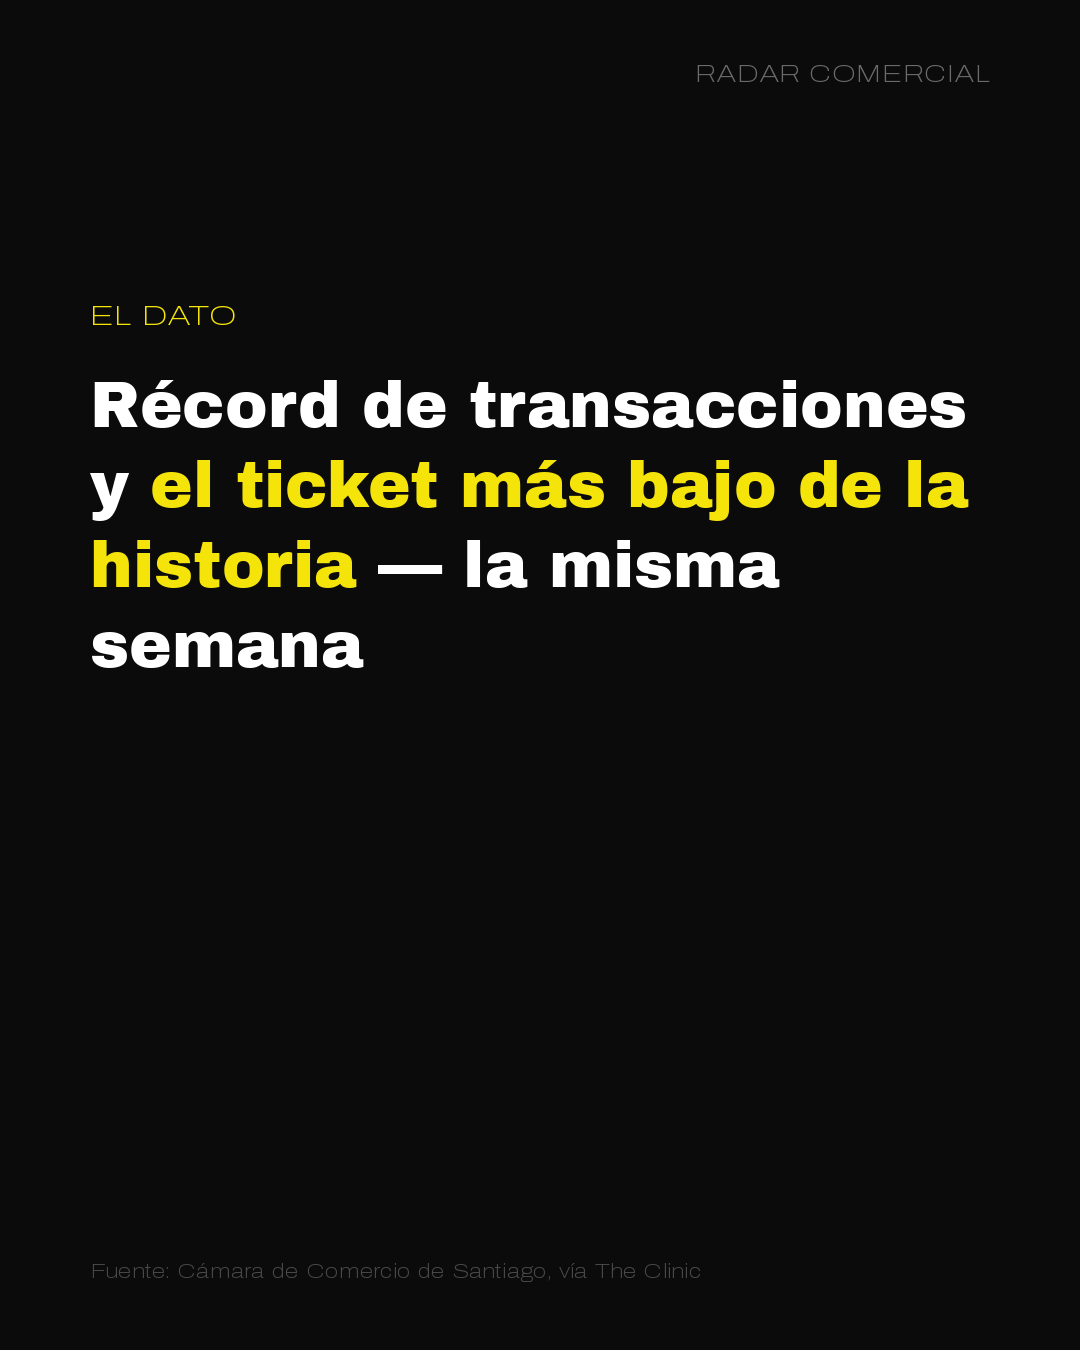 RADAR COMERCIAL
EL DATO
Récord de transacciones
y el ticket más bajo de la
historia — la misma
semana
Fuente: Cámara de Comercio de Santiago, vía The Clinic